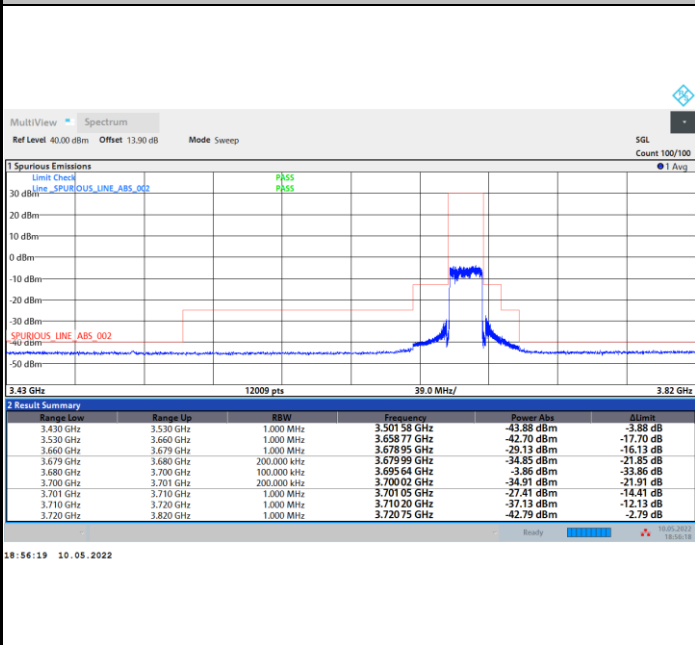 MultiView Spectrum
Ref Level 40.00 dBm Offset 13.90 dB Mode Sweep SGL
Count 100/100
1 Spurious Emissions 1 Avg
Limit Check PASS
Line _SPURIOUS_LINE_ABS_002 PASS
30 dBm
20 dBm
10 dBm
0 dBm
-10 dBm
-20 dBm
-30 dBm
_SPURIOUS_LINE_ABS_002
-40 dBm
-50 dBm
3.43 GHz 12009 pts 39.0 MHz/ 3.82 GHz
2 Result Summary
Range Low Range Up RBW Frequency Power Abs ΔLimit
3.430 GHz 3.530 GHz 1.000 MHz 3.501 58 GHz -43.88 dBm -3.88 dB
3.530 GHz 3.660 GHz 1.000 MHz 3.658 77 GHz -42.70 dBm -17.70 dB
3.660 GHz 3.679 GHz 1.000 MHz 3.678 95 GHz -29.13 dBm -16.13 dB
3.679 GHz 3.680 GHz 200.000 kHz 3.679 99 GHz -34.85 dBm -21.85 dB
3.680 GHz 3.700 GHz 100.000 kHz 3.695 64 GHz -3.86 dBm -33.86 dB
3.700 GHz 3.701 GHz 200.000 kHz 3.700 02 GHz -34.91 dBm -21.91 dB
3.701 GHz 3.710 GHz 1.000 MHz 3.701 05 GHz -27.41 dBm -14.41 dB
3.710 GHz 3.720 GHz 1.000 MHz 3.710 20 GHz -37.13 dBm -12.13 dB
3.720 GHz 3.820 GHz 1.000 MHz 3.720 75 GHz -42.79 dBm -2.79 dB
Ready 10.05.2022
18:56:18
18:56:19 10.05.2022